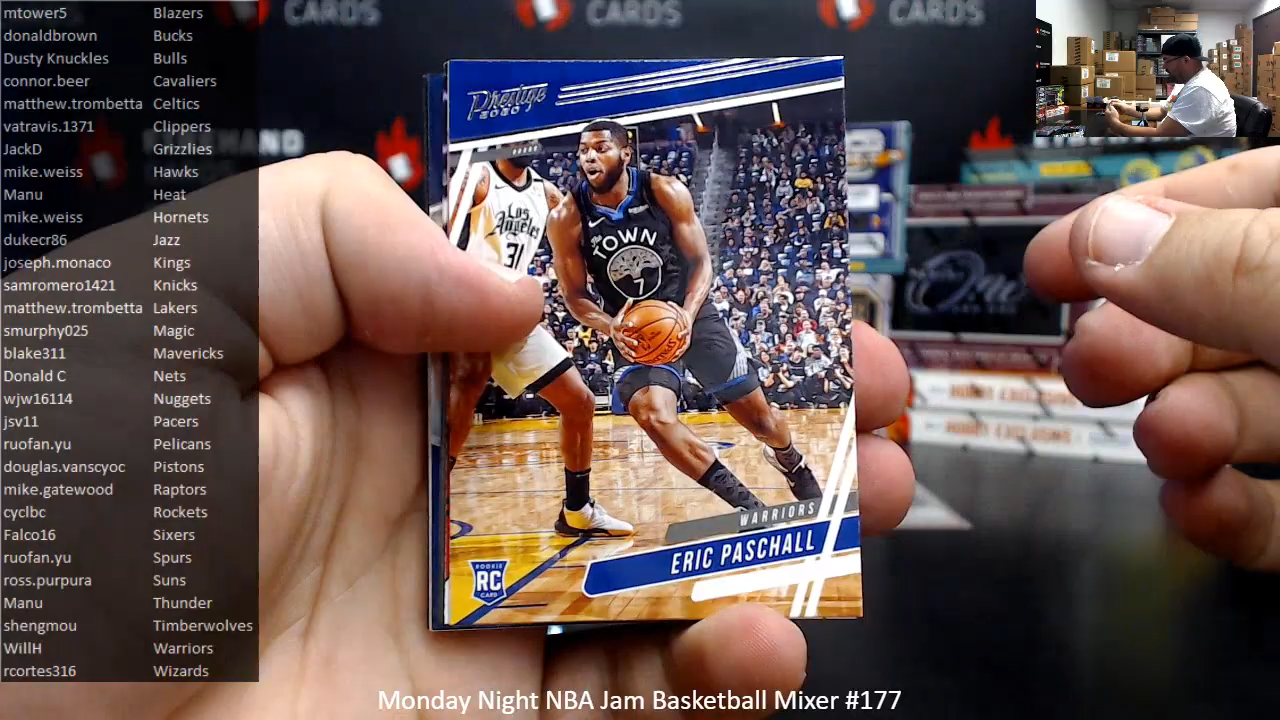 mtower5 Blazers
donaldbrown Bucks
Dusty Knuckles Bulls
connor.beer Cavaliers
matthew.trombetta Celtics
vatravis.1371 Clippers
JackD Grizzlies
mike.weiss Hawks
Manu Heat
mike.weiss Hornets
dukecr86 Jazz
joseph.monaco Kings
samromero1421 Knicks
matthew.trombetta Lakers
smurphy025 Magic
blake311 Mavericks
Donald C Nets
wjw16114 Nuggets
jsv11 Pacers
ruofan.yu Pelicans
douglas.vanscyoc Pistons
mike.gatewood Raptors
cyclbc Rockets
Falco16 Sixers
ruofan.yu Spurs
ross.purpura Suns
Manu Thunder
shengmou Timberwolves
WillH Warriors
rcortes316 Wizards
CARDS
CARDS
CARDS
Prestige
2020
Los
Angeles
31
The
TOWN
7
WARRIORS
ERIC PASCHALL
ROOKIE
RC
CARD
One
HOBBY EXCLUSIVE
Monday Night NBA Jam Basketball Mixer #177